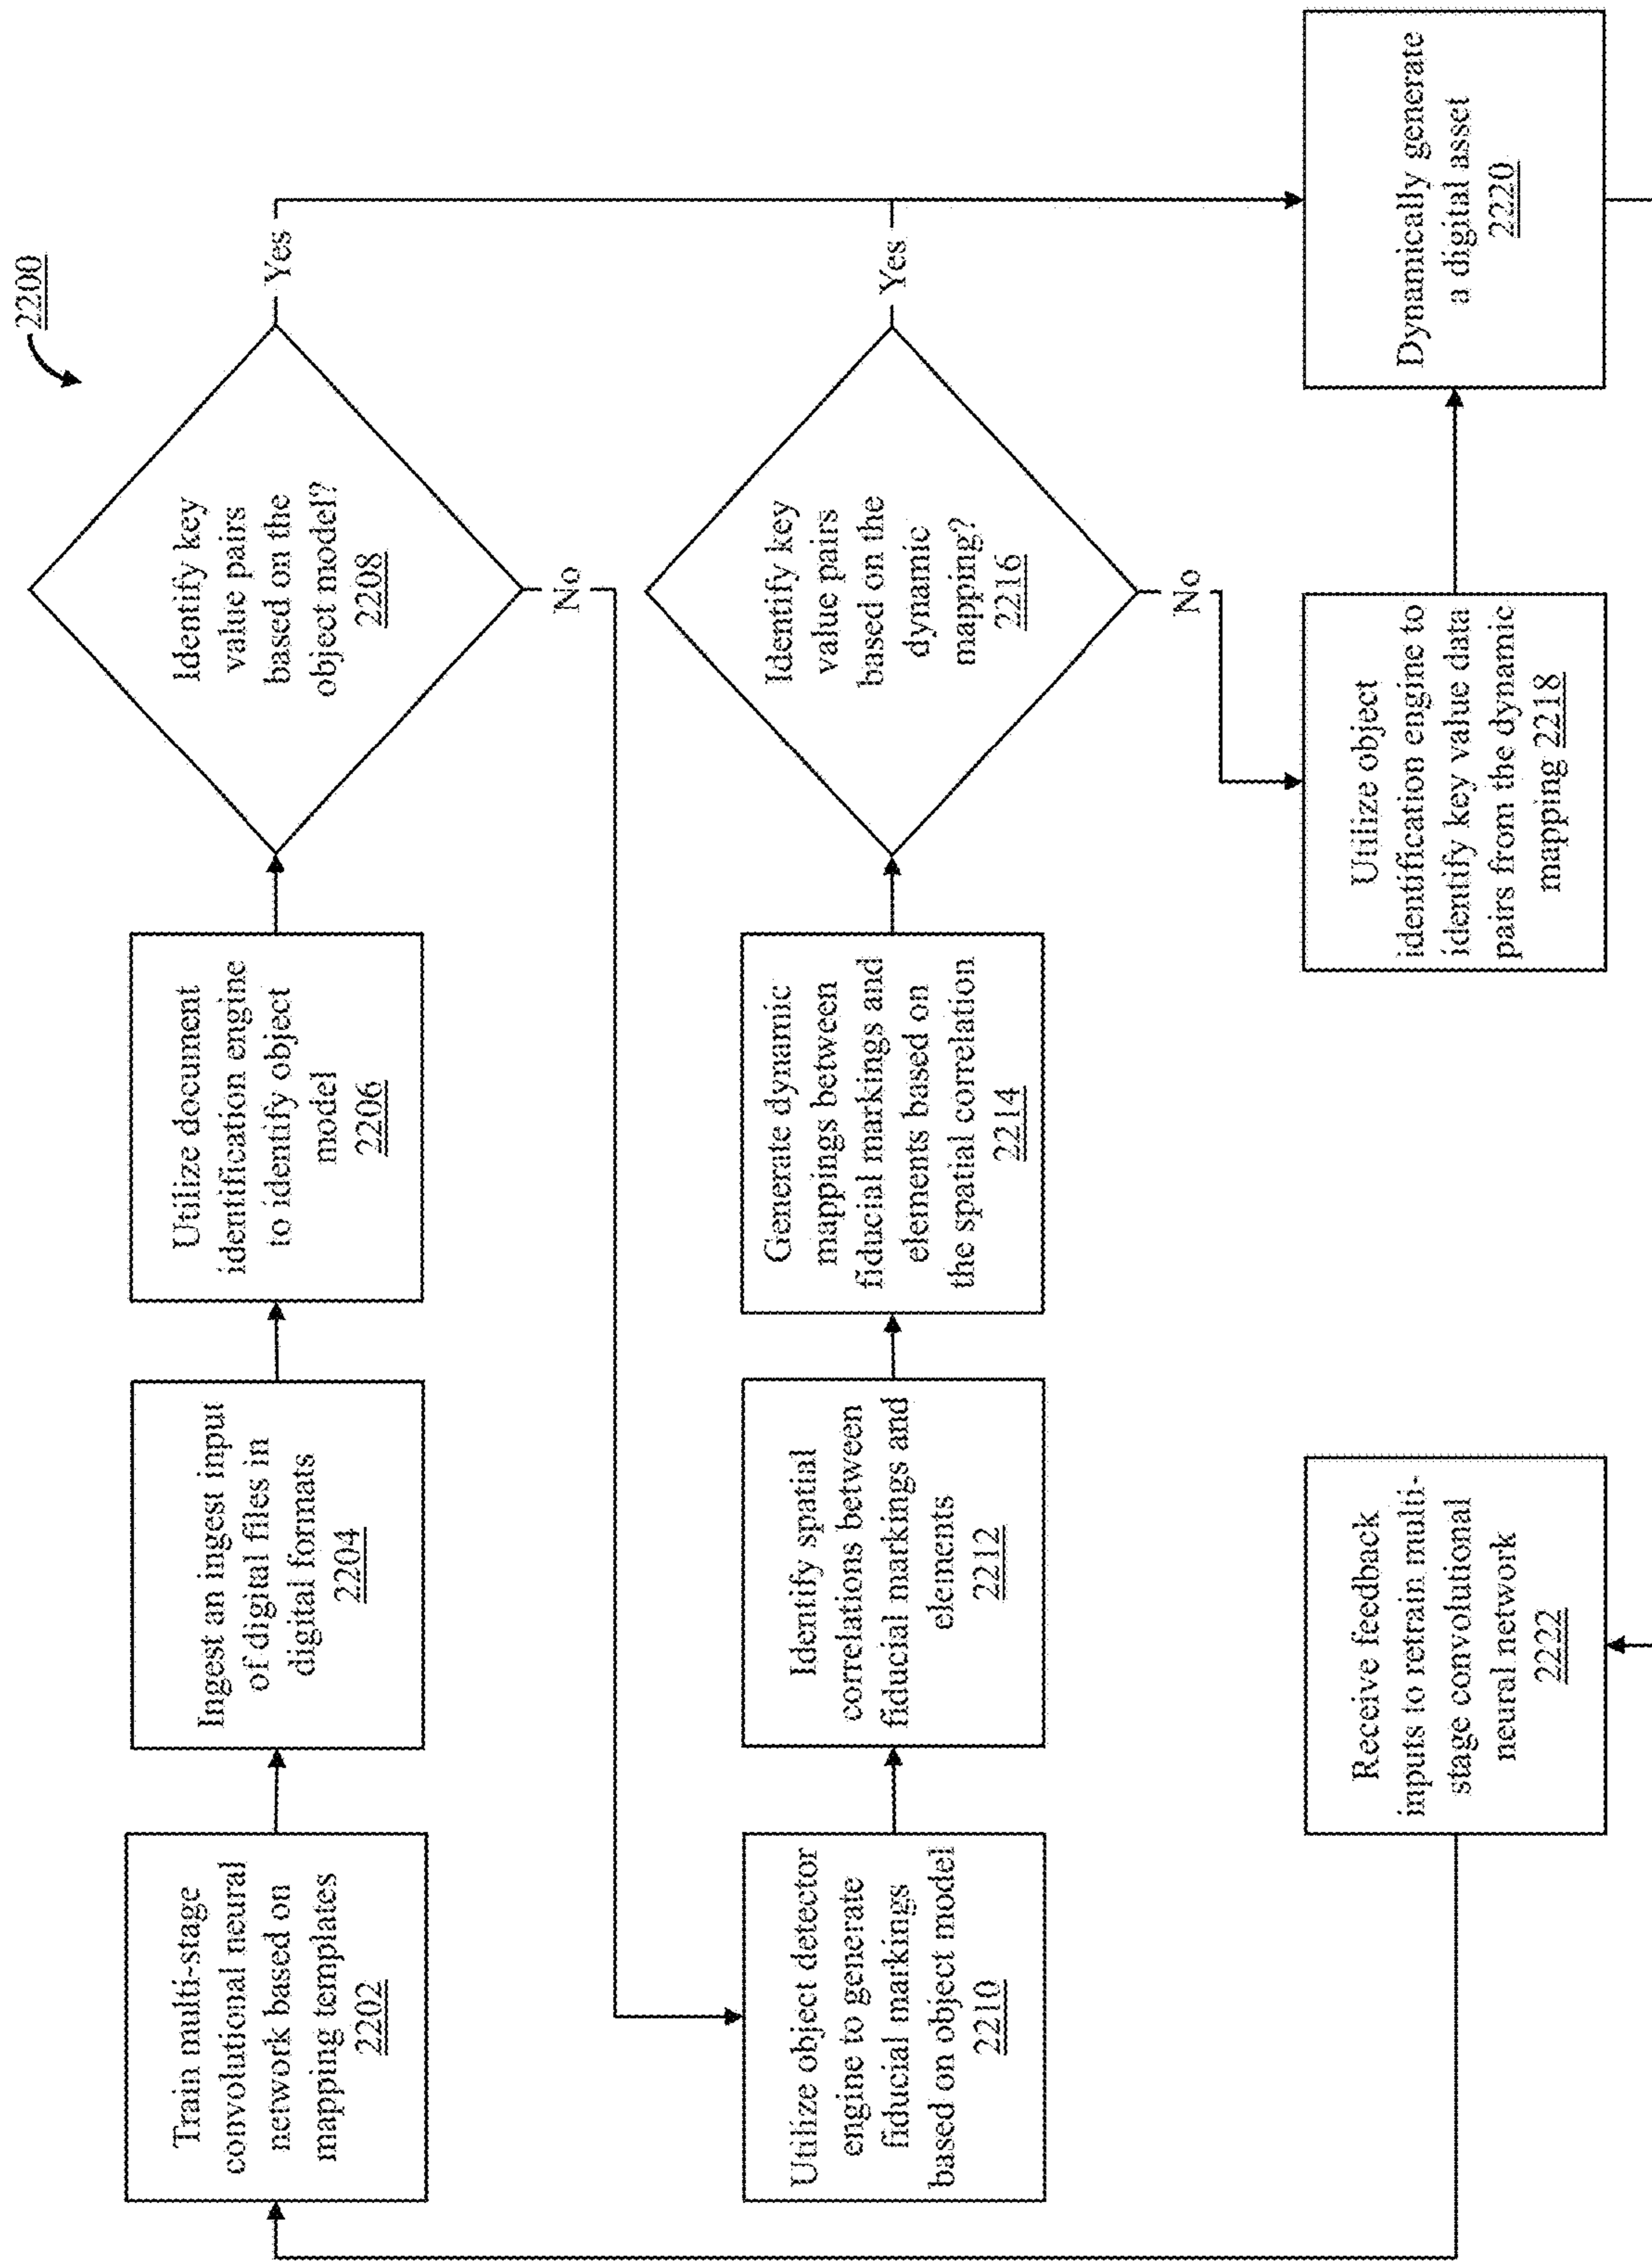 2200
Train multi-stage
convolutional neural
network based on
mapping templates
2202
Ingest an ingest input
of digital files in
digital formats
2204
Utilize document
identification engine
to identify object
model
2206
Identify key
value pairs
based on the
object model?
2208
Yes
No
Utilize object detector
engine to generate
fiducial markings
based on object model
2210
Identify spatial
correlations between
fiducial markings and
elements
2212
Generate dynamic
mappings between
fiducial markings and
elements based on
the spatial correlation
2214
Identify key
value pairs
based on the
dynamic
mapping?
2216
Yes
No
Utilize object
identification engine to
identify key value data
pairs from the dynamic
mapping 2218
Dynamically generate
a digital asset
2220
Receive feedback
inputs to retrain multi-
stage convolutional
neural network
2222